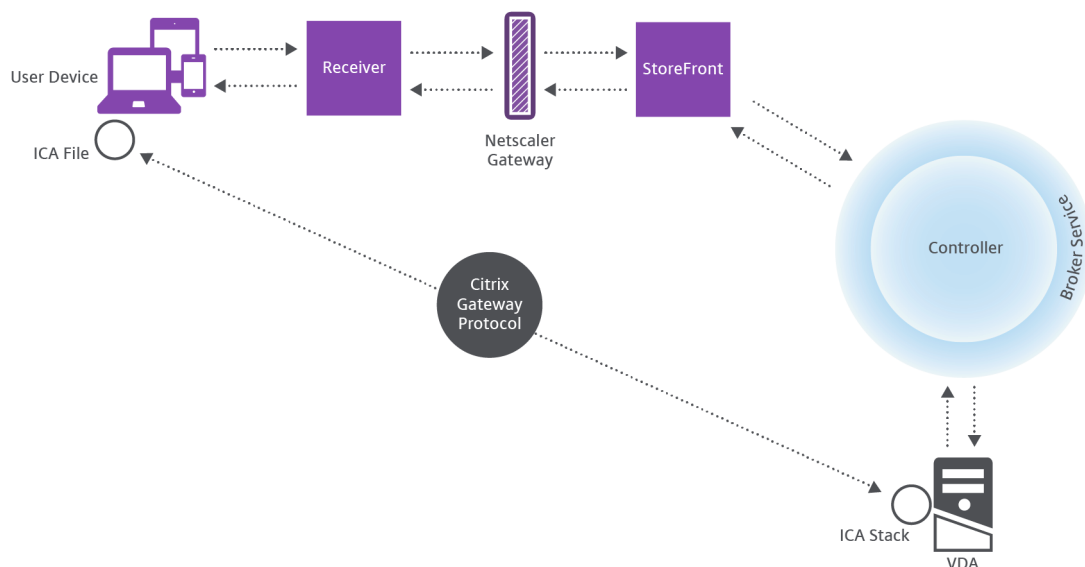 User Device
Receiver
StoreFront
Netscaler
Gateway
ICA File
Controller
Broker Service
Citrix
Gateway
Protocol
ICA Stack
VDA